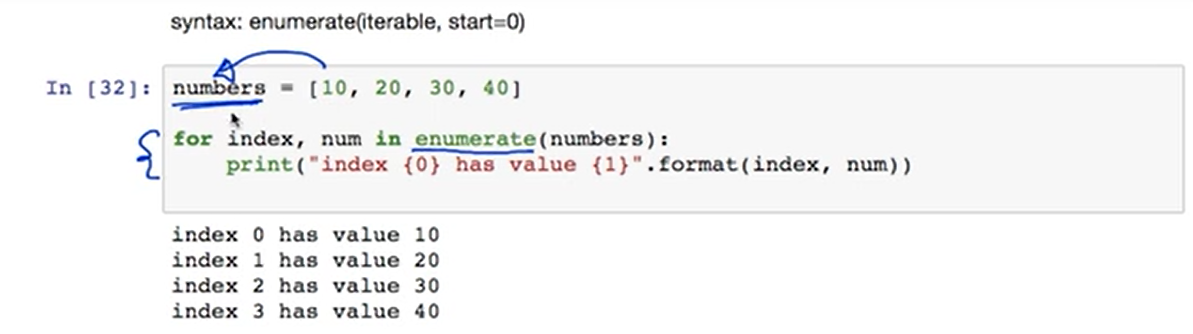 syntax: enumerate(iterable, start=0)
In [32]: numbers = [10, 20, 30, 40]
for index, num in enumerate(numbers):
    print("index {0} has value {1}".format(index, num))
index 0 has value 10
index 1 has value 20
index 2 has value 30
index 3 has value 40